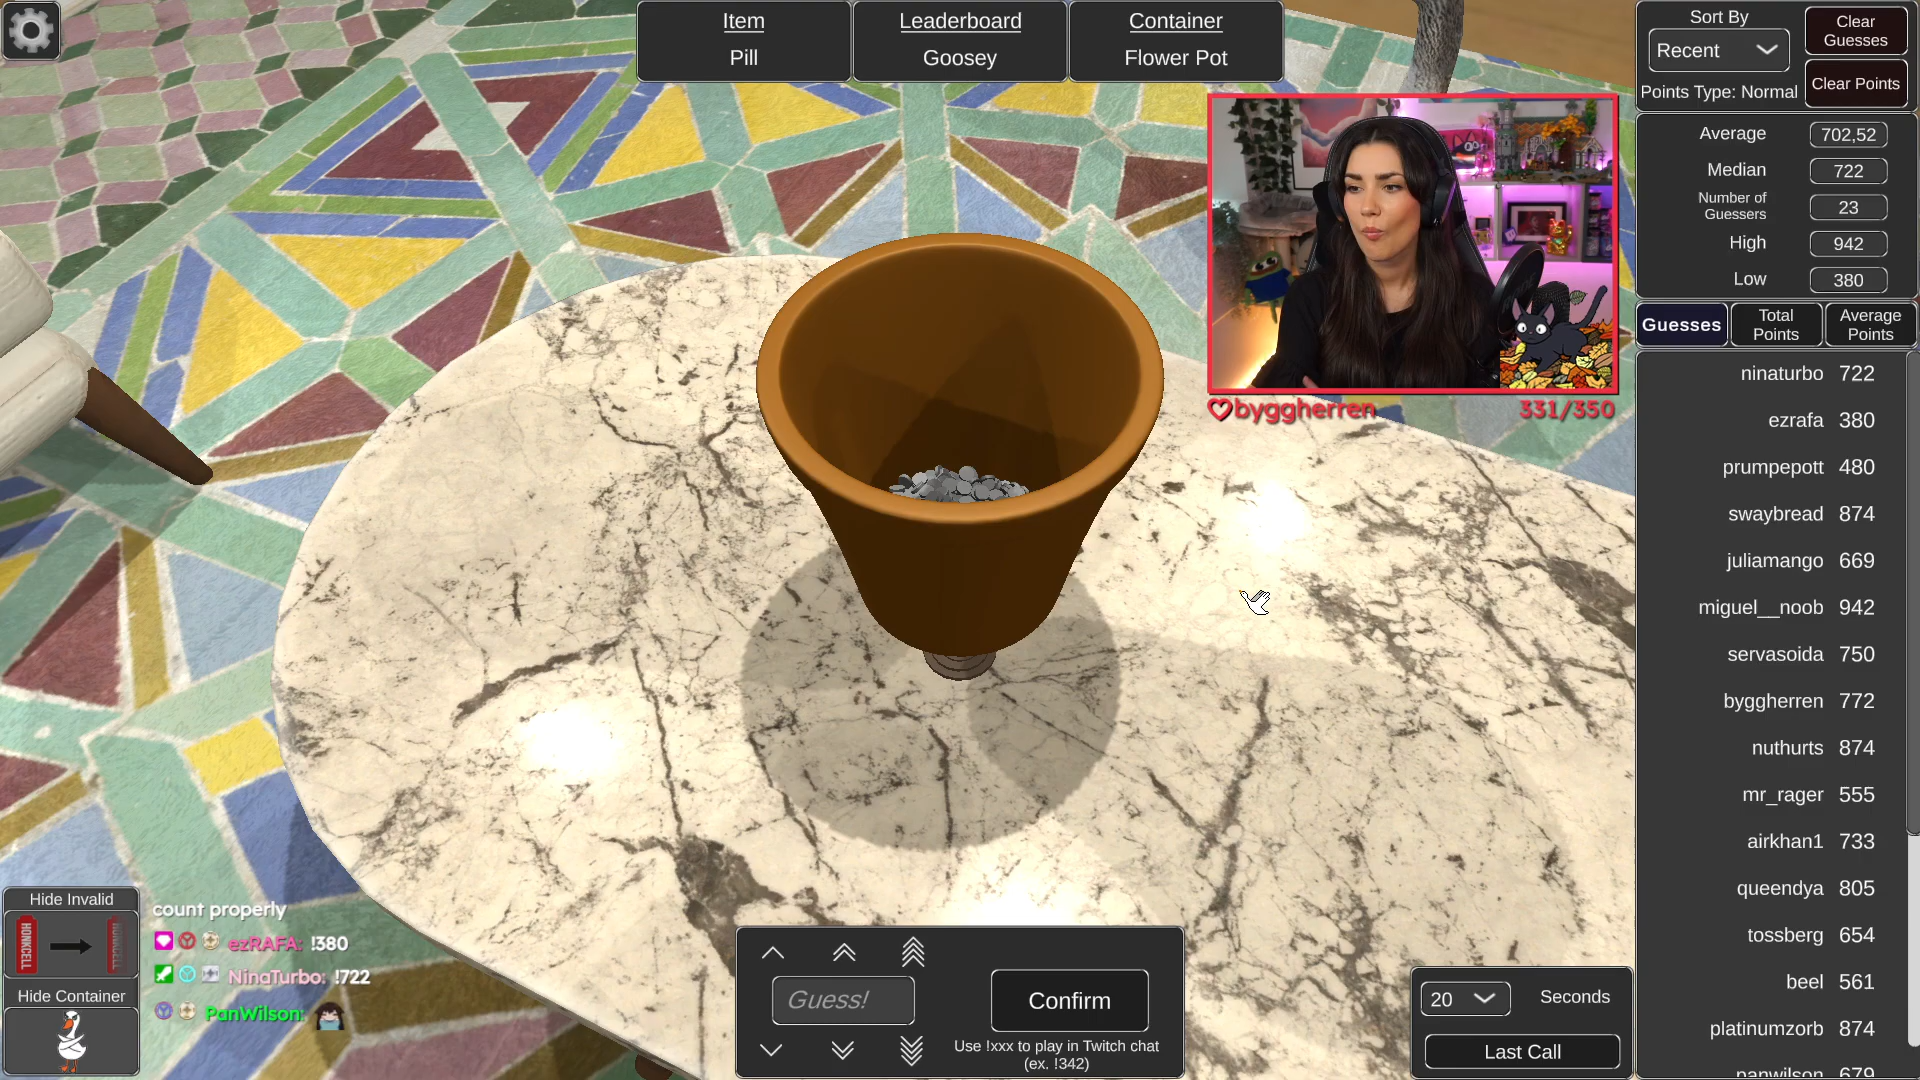 Item
Pill
Leaderboard
Goosey
Container
Flower Pot
Sort By
Recent
Points Type: Normal
Clear Guesses
Clear Points
Average 702,52
Median 722
Number of Guessers 23
High 942
Low 380
Guesses
Total Points
Average Points
ninaturbo 722
ezrafa 380
prumpepott 480
swaybread 874
juliamango 669
miguel__noob 942
servasoida 750
byggherren 772
nuthurts 874
mr_rager 555
airkhan1 733
queendya 805
tossberg 654
beel 561
platinumzorb 874
panwilson 679
byggherren 331/350
Hide Invalid
HONKCELL
Hide Container
count properly
ezRAFA: !380
NinaTurbo: !722
PanWilson:
Guess!
Confirm
Use !xxx to play in Twitch chat
(ex. !342)
20 Seconds
Last Call